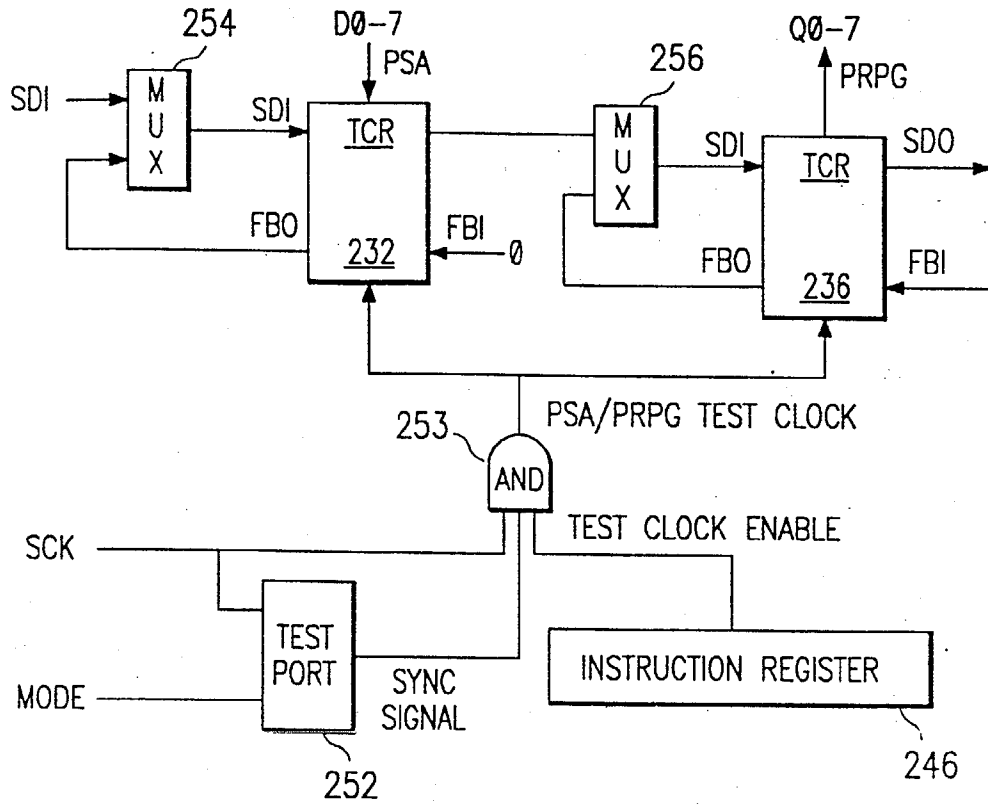 254
D0-7
Q0-7
PSA
256
PRPG
SDI
MUX
SDI
TCR
MUX
SDI
TCR
SDO
FBO
FBI
0
232
FBO
FBI
236
PSA/PRPG TEST CLOCK
253
AND
TEST CLOCK ENABLE
SCK
TEST
PORT
INSTRUCTION REGISTER
SYNC
SIGNAL
MODE
252
246